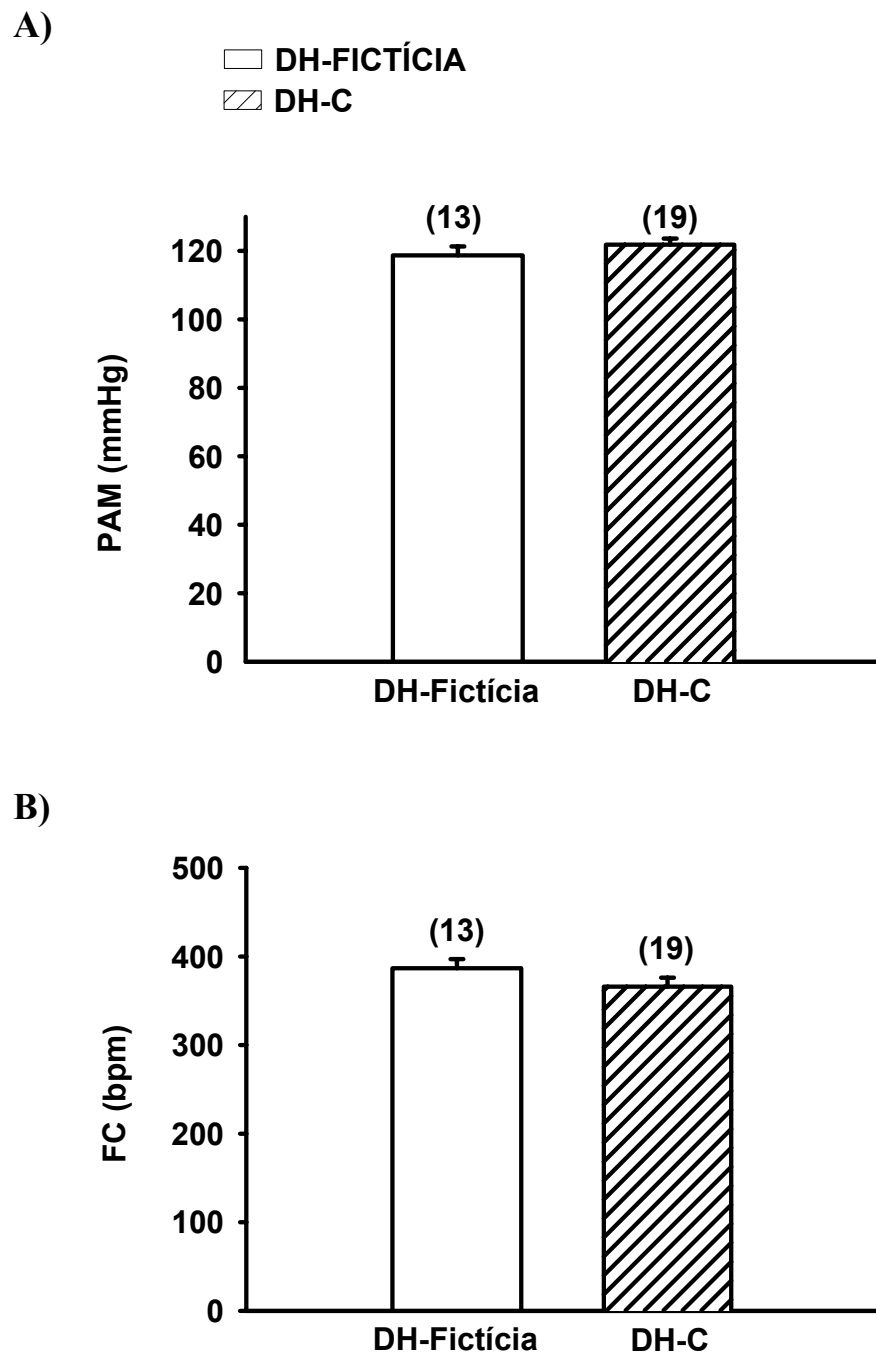 A)
DH-FICTÍCIA
DH-C
(13) (19)
120
100
80
60
40
20
0
PAM (mmHg)
DH-Fictícia DH-C
B)
500
400
300
200
100
0
FC (bpm)
(13) (19)
DH-Fictícia DH-C